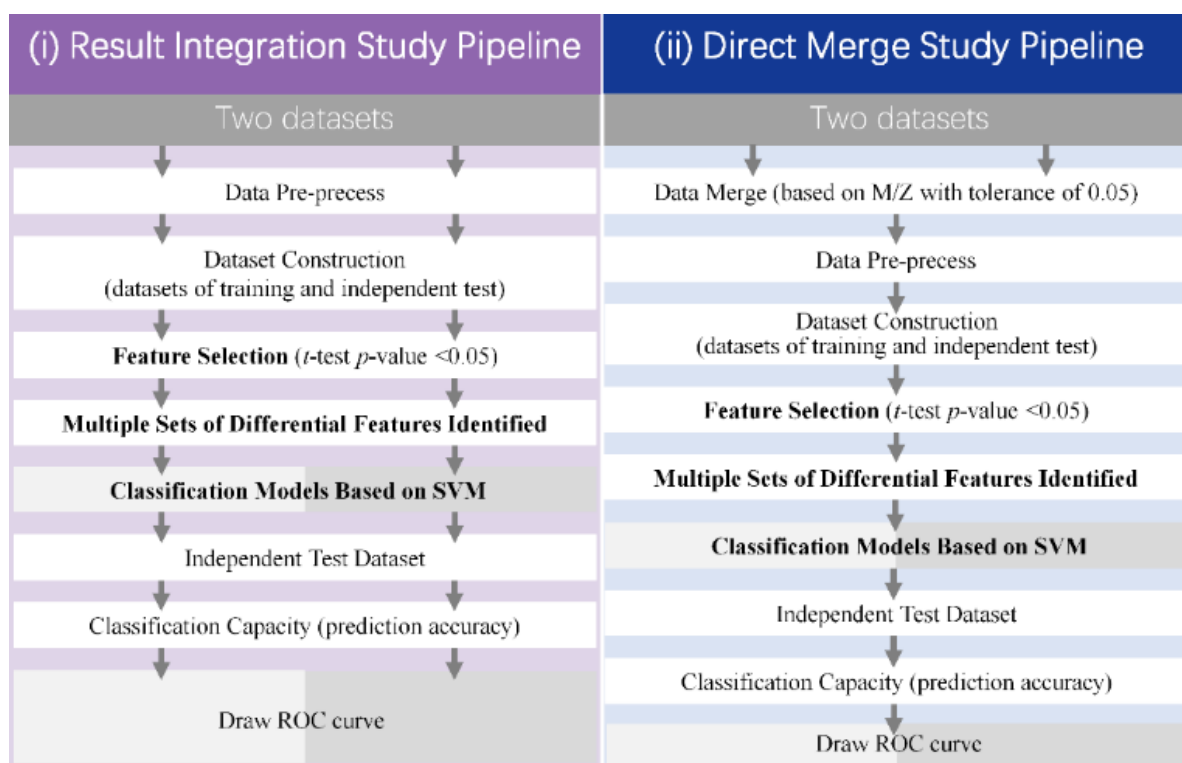 (i) Result Integration Study Pipeline
Two datasets
Data Pre-precess
Dataset Construction
(datasets of training and independent test)
Feature Selection (t-test p-value <0.05)
Multiple Sets of Differential Features Identified
Classification Models Based on SVM
Independent Test Dataset
Classification Capacity (prediction accuracy)
Draw ROC curve
(ii) Direct Merge Study Pipeline
Two datasets
Data Merge (based on M/Z with tolerance of 0.05)
Data Pre-precess
Dataset Construction
(datasets of training and independent test)
Feature Selection (t-test p-value <0.05)
Multiple Sets of Differential Features Identified
Classification Models Based on SVM
Independent Test Dataset
Classification Capacity (prediction accuracy)
Draw ROC curve